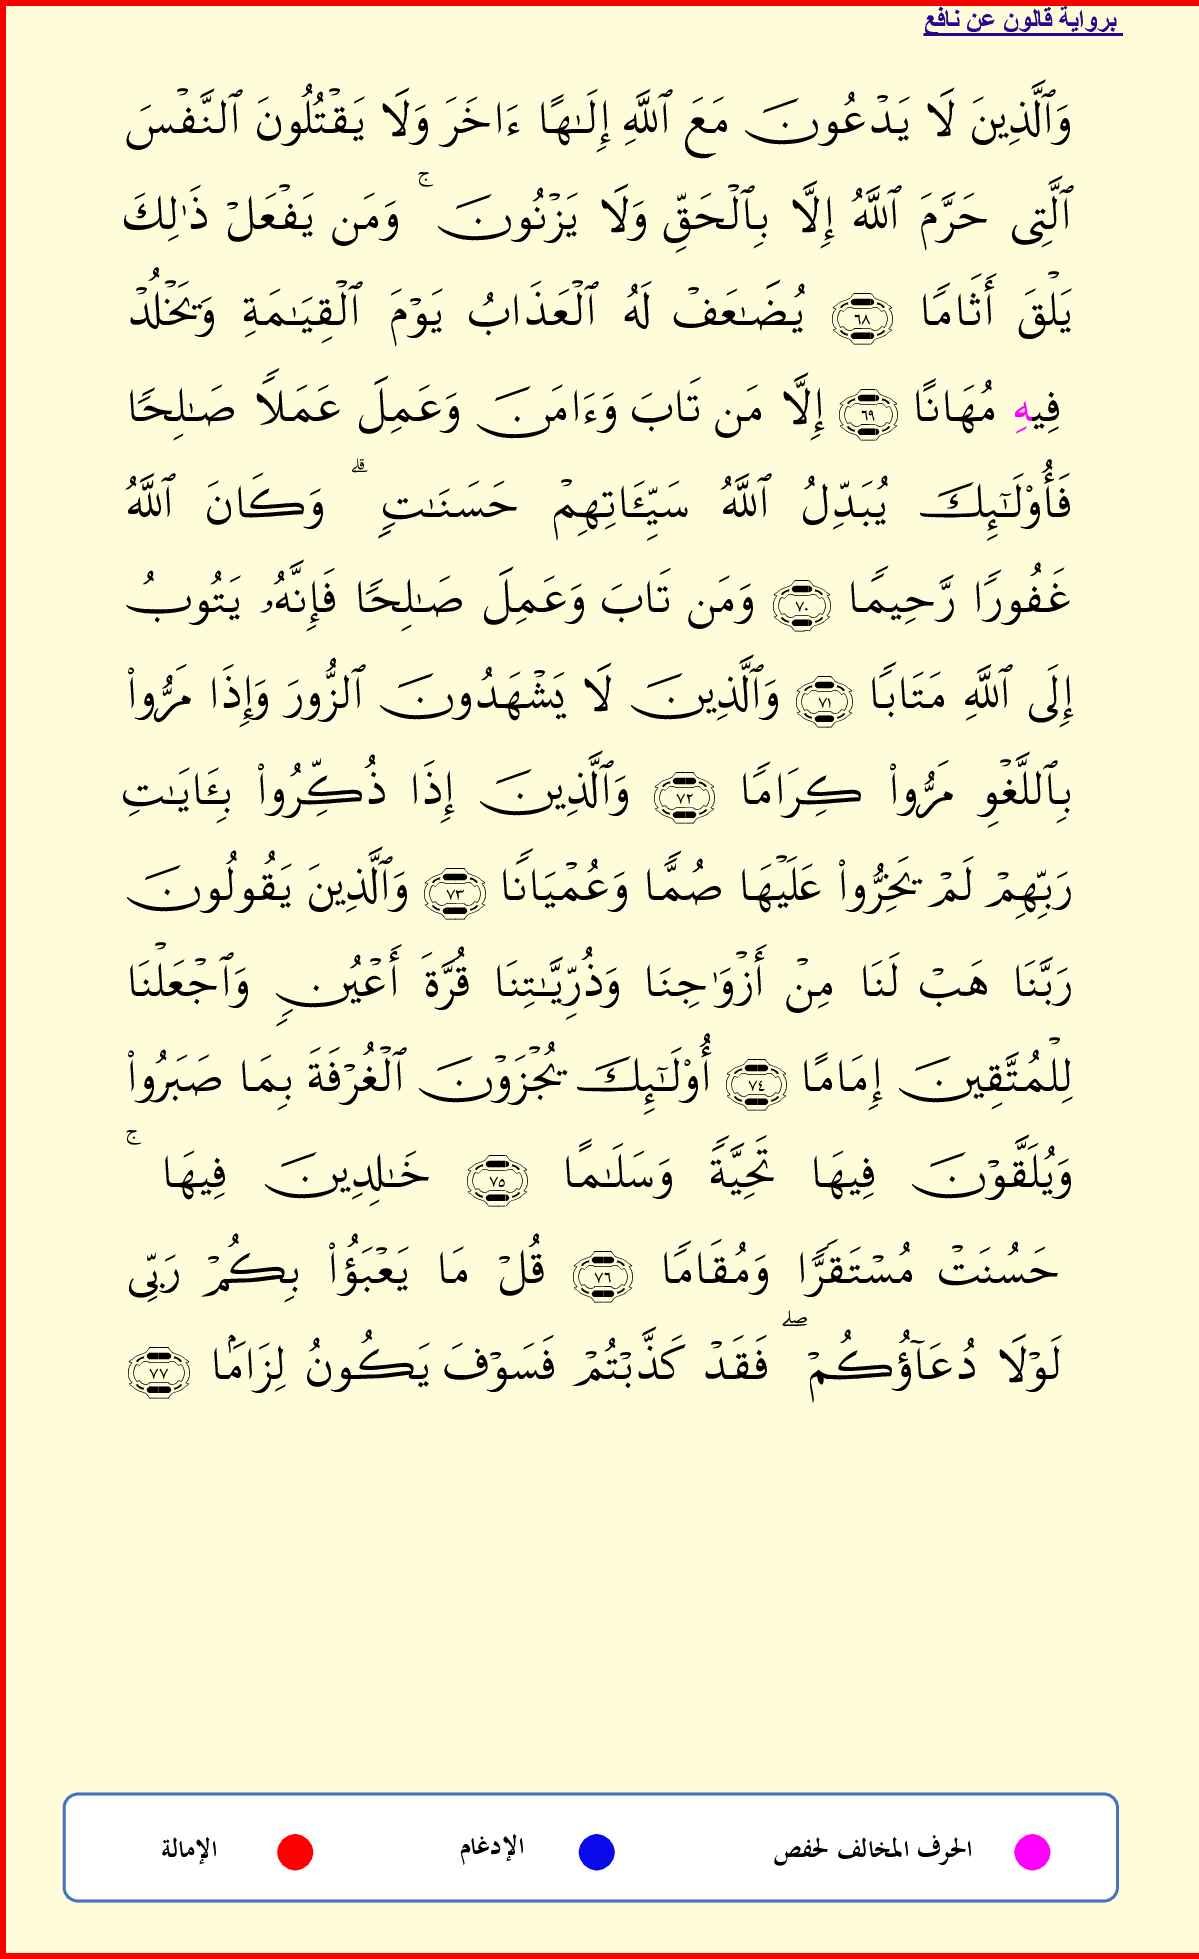 برواية قالون عن نافع
وَٱلَّذِينَ لَا يَدْعُونَ مَعَ ٱللَّهِ إِلَٰهًا ءَاخَرَ وَلَا يَقْتُلُونَ ٱلنَّفْسَ
ٱلَّتِى حَرَّمَ ٱللَّهُ إِلَّا بِٱلْحَقِّ وَلَا يَزْنُونَ ۚ وَمَن يَفْعَلْ ذَٰلِكَ
يَلْقَ أَثَامًا ٦٨ يُضَٰعَفْ لَهُ ٱلْعَذَابُ يَوْمَ ٱلْقِيَٰمَةِ وَيَخْلُدْ
فِيهِ مُهَانًا ٦٩ إِلَّا مَن تَابَ وَءَامَنَ وَعَمِلَ عَمَلًا صَٰلِحًا
فَأُوْلَٰٓئِكَ يُبَدِّلُ ٱللَّهُ سَيِّـَٔاتِهِمْ حَسَنَٰتٍ ۗ وَكَانَ ٱللَّهُ
غَفُورًا رَّحِيمًا ٧٠ وَمَن تَابَ وَعَمِلَ صَٰلِحًا فَإِنَّهُۥ يَتُوبُ
إِلَى ٱللَّهِ مَتَابًا ٧١ وَٱلَّذِينَ لَا يَشْهَدُونَ ٱلزُّورَ وَإِذَا مَرُّواْ
بِٱللَّغْوِ مَرُّواْ كِرَامًا ٧٢ وَٱلَّذِينَ إِذَا ذُكِّرُواْ بِـَٔايَٰتِ
رَبِّهِمْ لَمْ يَخِرُّواْ عَلَيْهَا صُمًّا وَعُمْيَانًا ٧٣ وَٱلَّذِينَ يَقُولُونَ
رَبَّنَا هَبْ لَنَا مِنْ أَزْوَٰجِنَا وَذُرِّيَّٰتِنَا قُرَّةَ أَعْيُنٍ وَٱجْعَلْنَا
لِلْمُتَّقِينَ إِمَامًا ٧٤ أُوْلَٰٓئِكَ يُجْزَوْنَ ٱلْغُرْفَةَ بِمَا صَبَرُواْ
وَيُلَقَّوْنَ فِيهَا تَحِيَّةً وَسَلَٰمًا ٧٥ خَٰلِدِينَ فِيهَا ۚ
حَسُنَتْ مُسْتَقَرًّا وَمُقَامًا ٧٦ قُلْ مَا يَعْبَؤُاْ بِكُمْ رَبِّى
لَوْلَا دُعَآؤُكُمْ ۖ فَقَدْ كَذَّبْتُمْ فَسَوْفَ يَكُونُ لِزَامَۢا ٧٧
الحرف المخالف لحفص الإدغام الإمالة